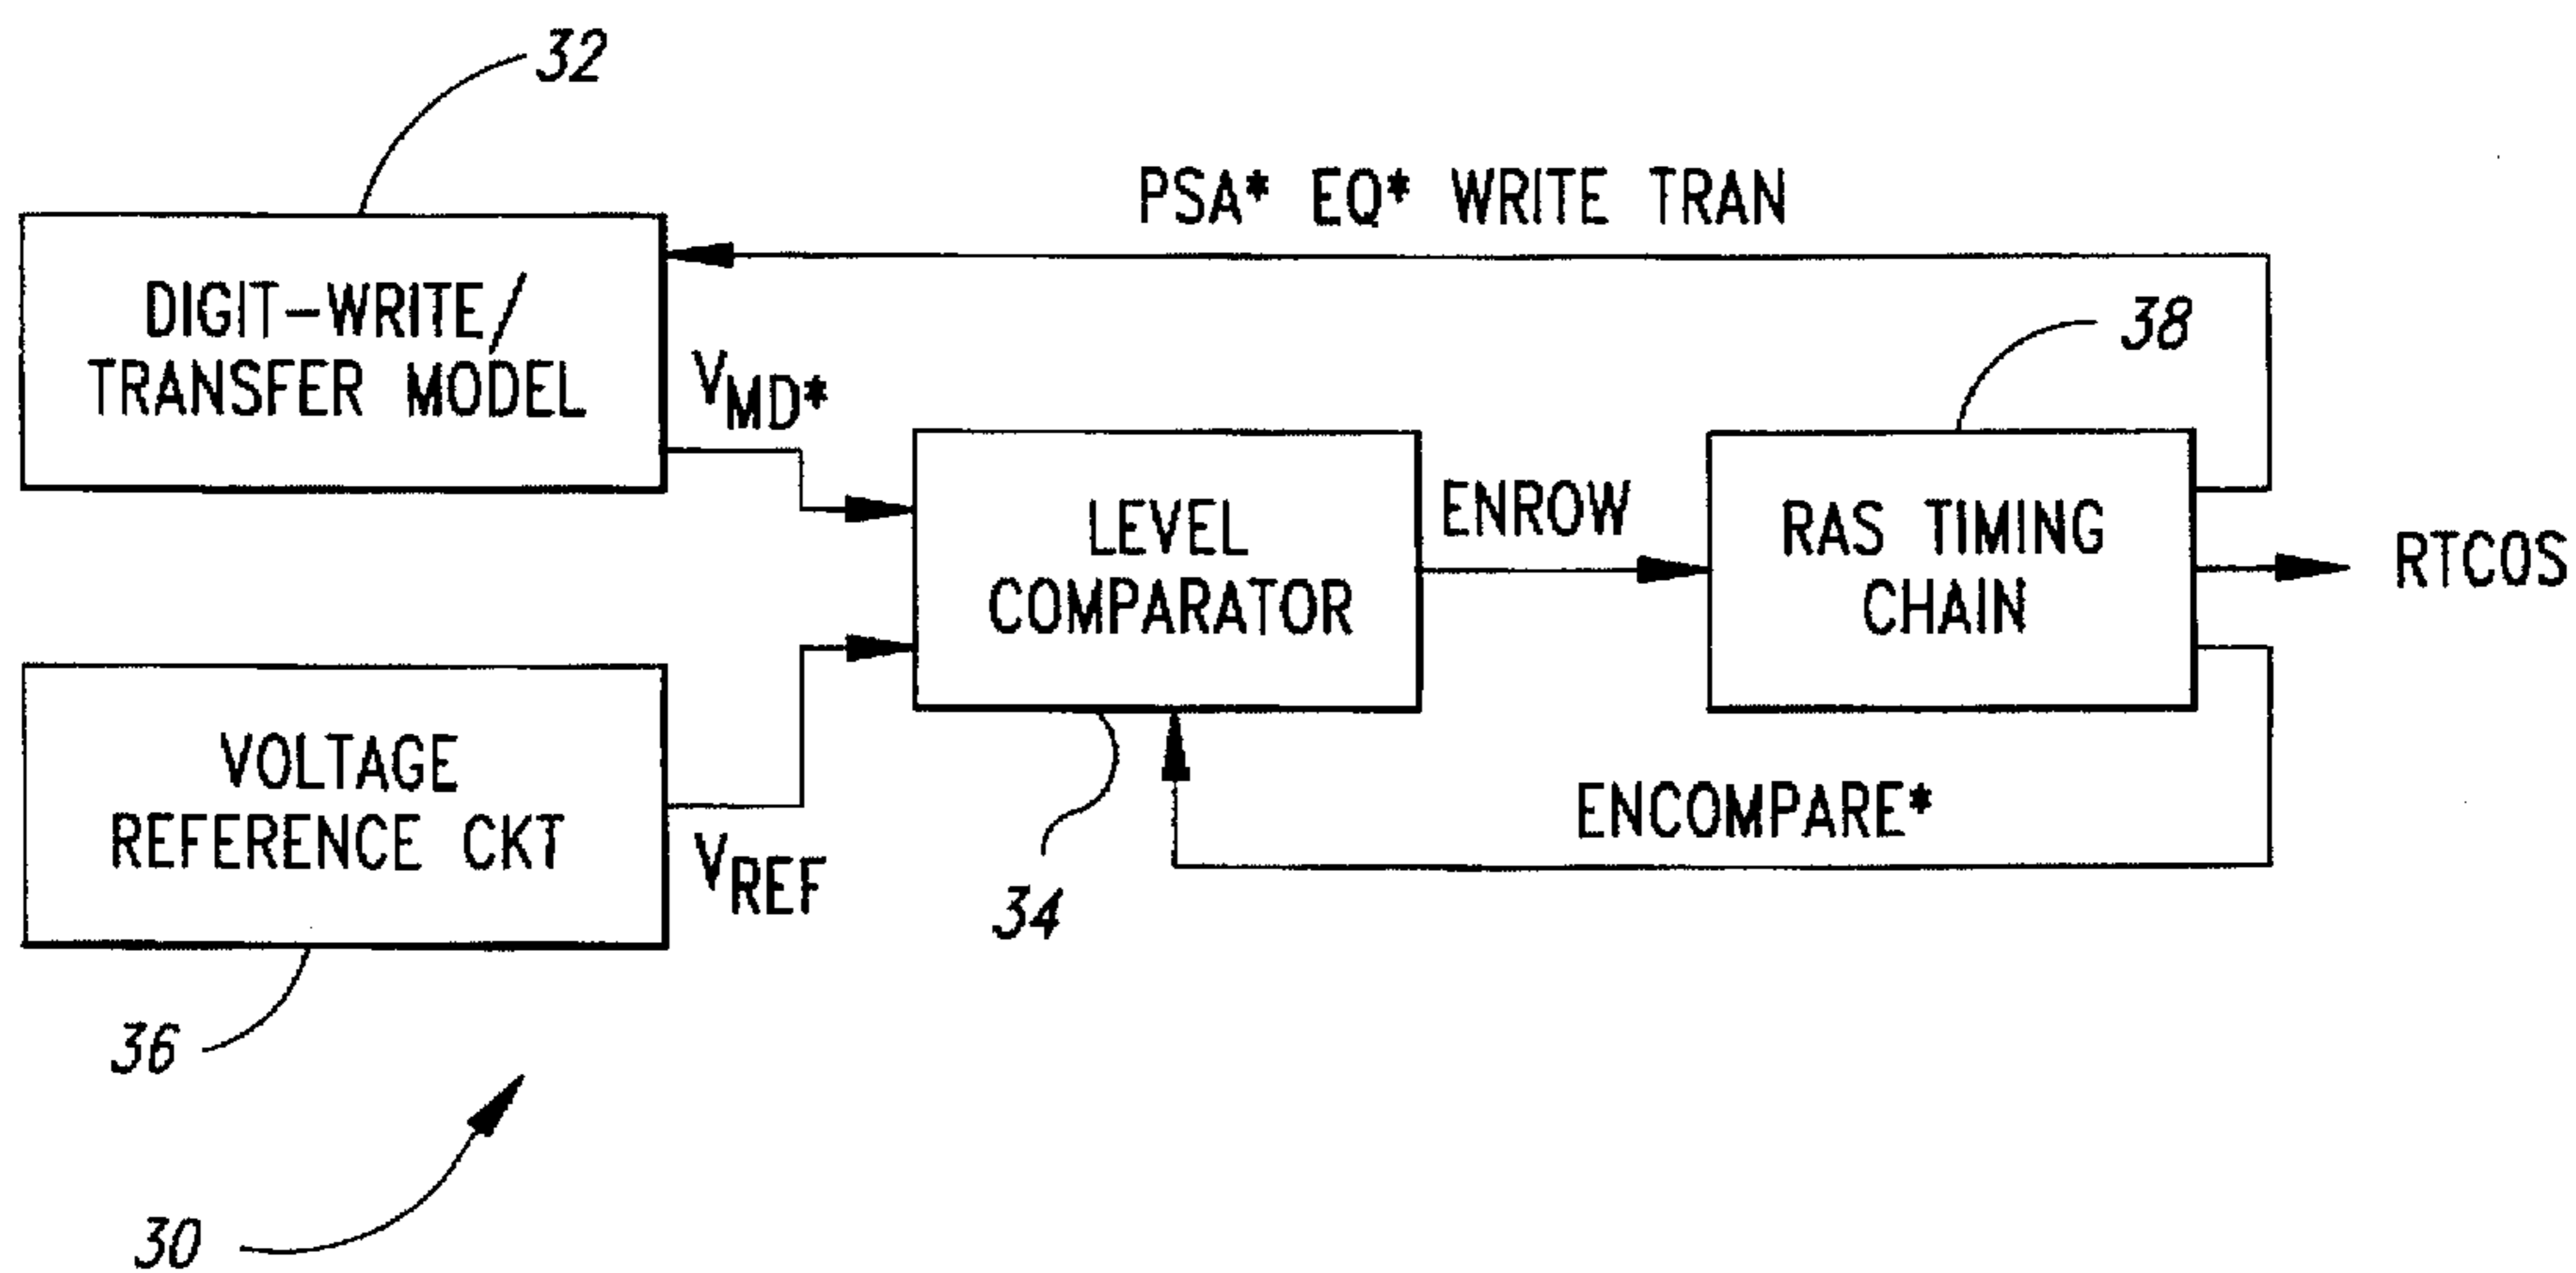 32
PSA* EQ* WRITE TRAN
DIGIT-WRITE/
TRANSFER MODEL
VMD*
38
LEVEL
COMPARATOR
ENROW
RAS TIMING
CHAIN
RTCOS
VOLTAGE
REFERENCE CKT
VREF
ENCOMPARE*
34
36
30